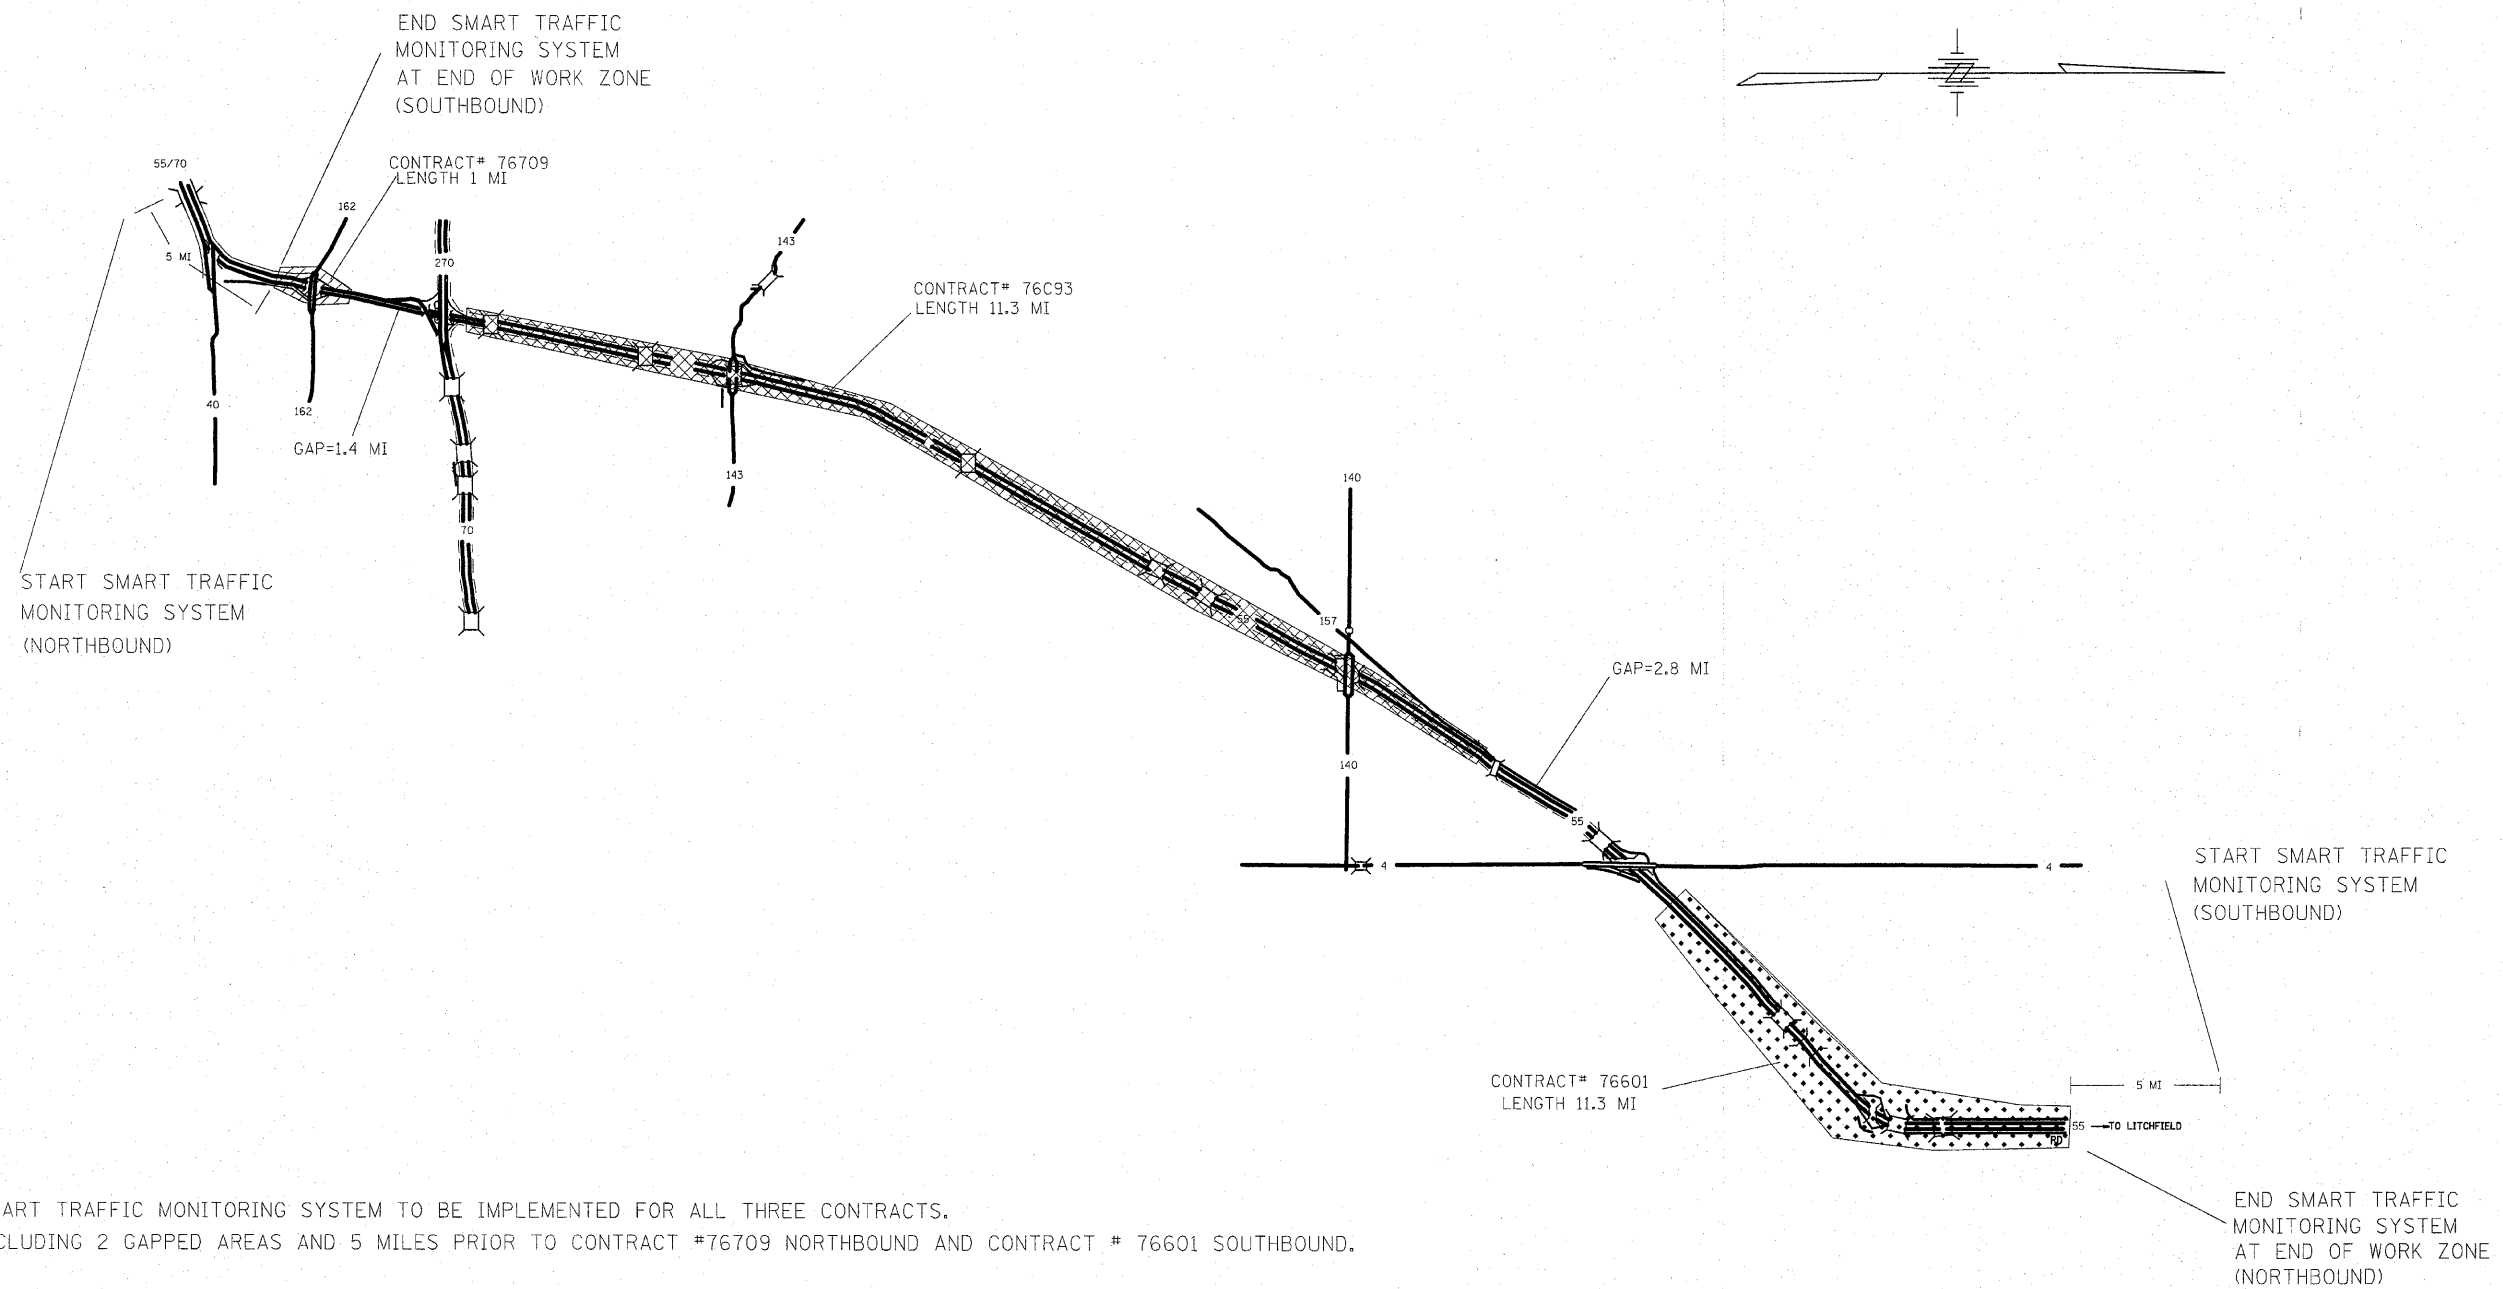 END SMART TRAFFIC
MONITORING SYSTEM
AT END OF WORK ZONE
(SOUTHBOUND)
CONTRACT# 76709
LENGTH 1 MI
55/70
162
5 MI
270
143
CONTRACT# 76C93
LENGTH 11.3 MI
40
162
GAP=1.4 MI
143
140
70
START SMART TRAFFIC
MONITORING SYSTEM
(NORTHBOUND)
55
157
GAP=2.8 MI
140
55
4
4
START SMART TRAFFIC
MONITORING SYSTEM
(SOUTHBOUND)
CONTRACT# 76601
LENGTH 11.3 MI
5 MI
55 TO LITCHFIELD
RD
END SMART TRAFFIC
MONITORING SYSTEM
AT END OF WORK ZONE
(NORTHBOUND)
ART TRAFFIC MONITORING SYSTEM TO BE IMPLEMENTED FOR ALL THREE CONTRACTS.
CLUDING 2 GAPPED AREAS AND 5 MILES PRIOR TO CONTRACT #76709 NORTHBOUND AND CONTRACT # 76601 SOUTHBOUND.